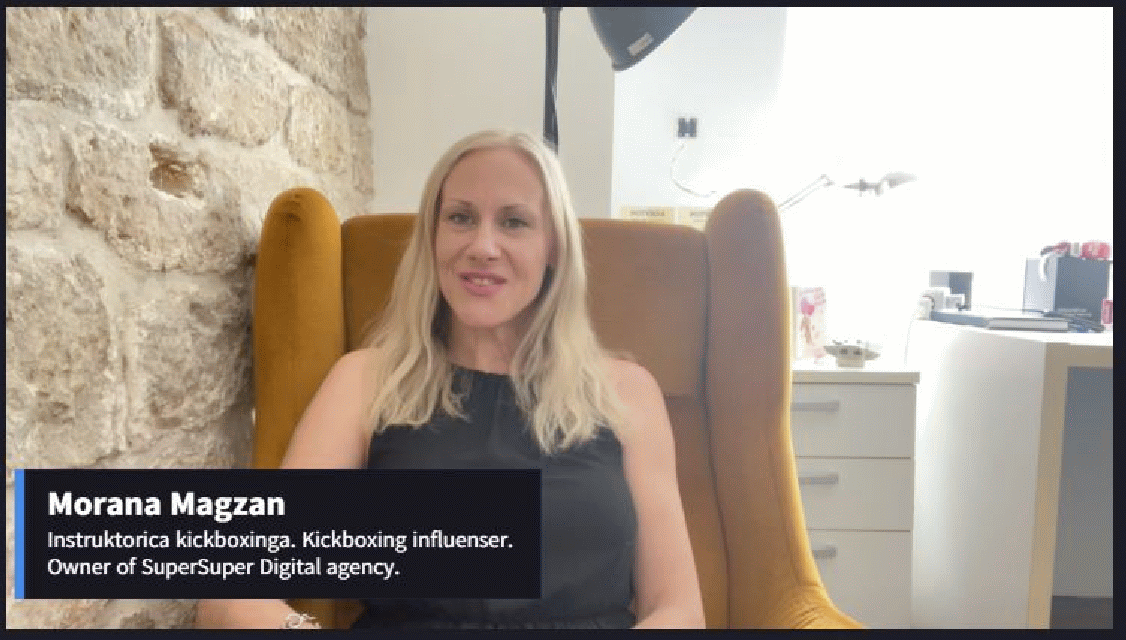 Morana Magzan
Instruktorica kickboxinga. Kickboxing influenser.
Owner of SuperSuper Digital agency.